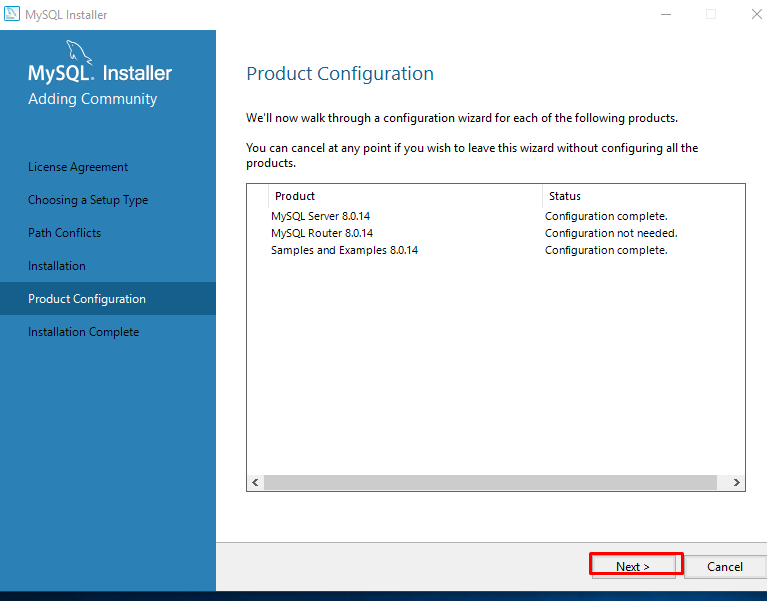 MySQL Installer
MySQL. Installer
Adding Community
License Agreement
Choosing a Setup Type
Path Conflicts
Installation
Product Configuration
Installation Complete
Product Configuration
We'll now walk through a configuration wizard for each of the following products.
You can cancel at any point if you wish to leave this wizard without configuring all the
products.
Product Status
MySQL Server 8.0.14 Configuration complete.
MySQL Router 8.0.14 Configuration not needed.
Samples and Examples 8.0.14 Configuration complete.
Next > Cancel